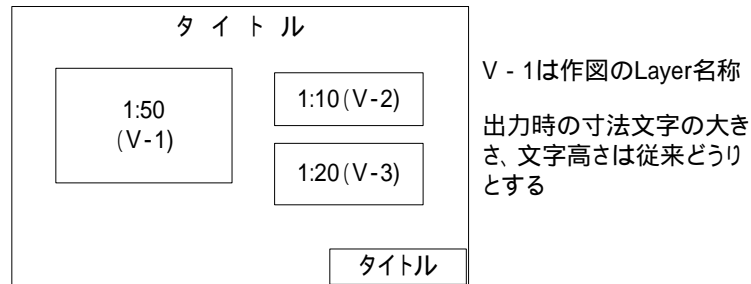 タ イ ト ル
1:50
(V-1)
1:10(V-2)
1:20(V-3)
タイトル
V - 1は作図のLayer名称
出力時の寸法文字の大き
さ、文字高さは従来どうり
とする